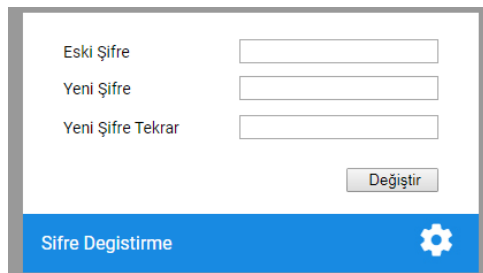 Eski Şifre
Yeni Şifre
Yeni Şifre Tekrar
Değiştir
Sifre Degistirme